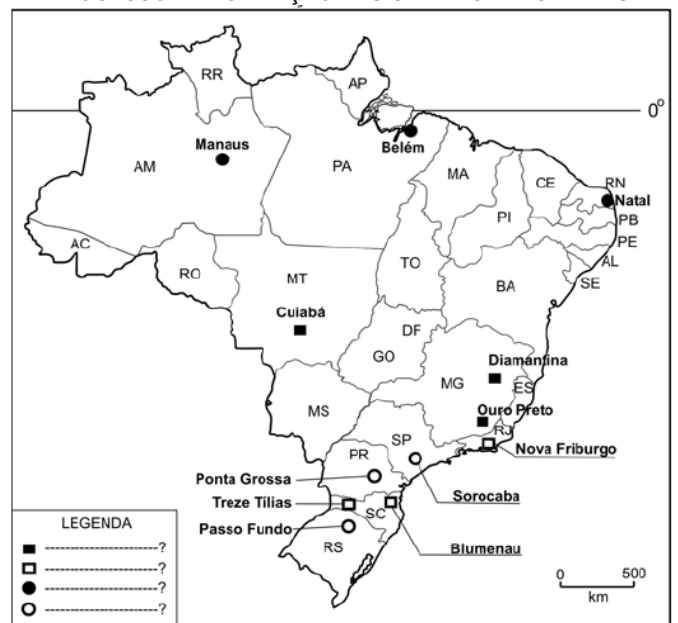 RR
AP
0º
Manaus
Belém
AM
PA
MA
CE
RN
Natal
PI
PB
PE
AC
AL
RO
TO
SE
MT
BA
Cuiabá
DF
GO
Diamantina
MG
ES
MS
Ouro Preto
RJ
SP
Nova Friburgo
PR
Ponta Grossa
Sorocaba
Treze Tílias
SC
Passo Fundo
Blumenau
RS
LEGENDA
---------------------?
---------------------?
---------------------?
---------------------?
0 500
km